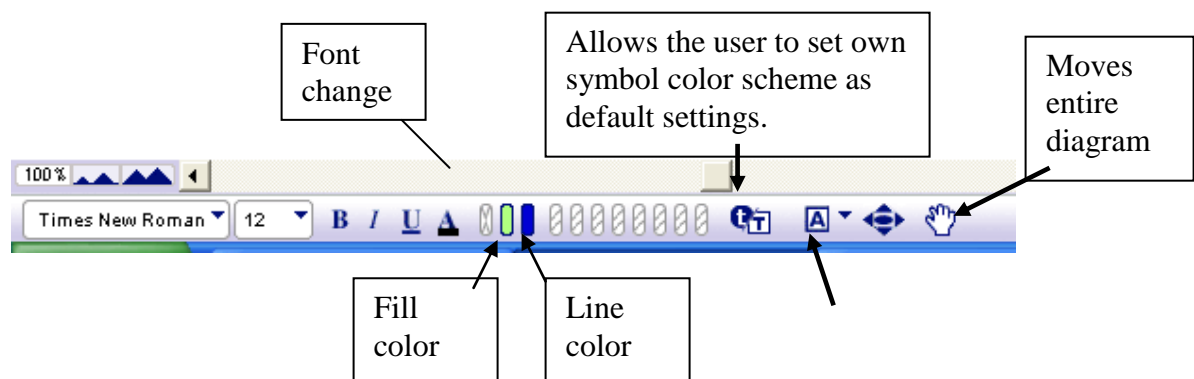 Font
change
Allows the user to set own
symbol color scheme as
default settings.
Moves
entire
diagram
100 %
Times New Roman 12 B I U A t T A
Fill
color
Line
color